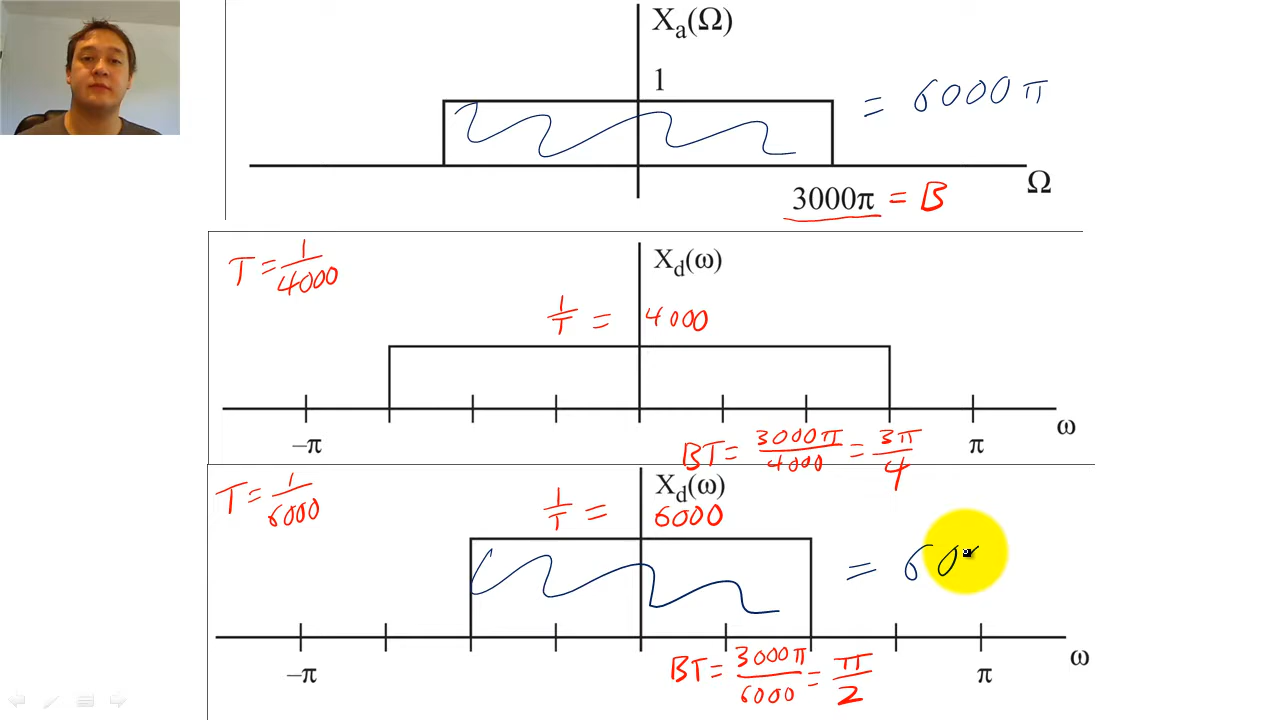 Xa(Ω)
1
= 6000π
Ω
3000π = B
T = 1/4000
Xd(ω)
1/T = 4000
-π
π
ω
BT = 3000π/4000 = 3π/4
T = 1/6000
Xd(ω)
1/T = 6000
= 60
-π
π
ω
BT = 3000π/6000 = π/2